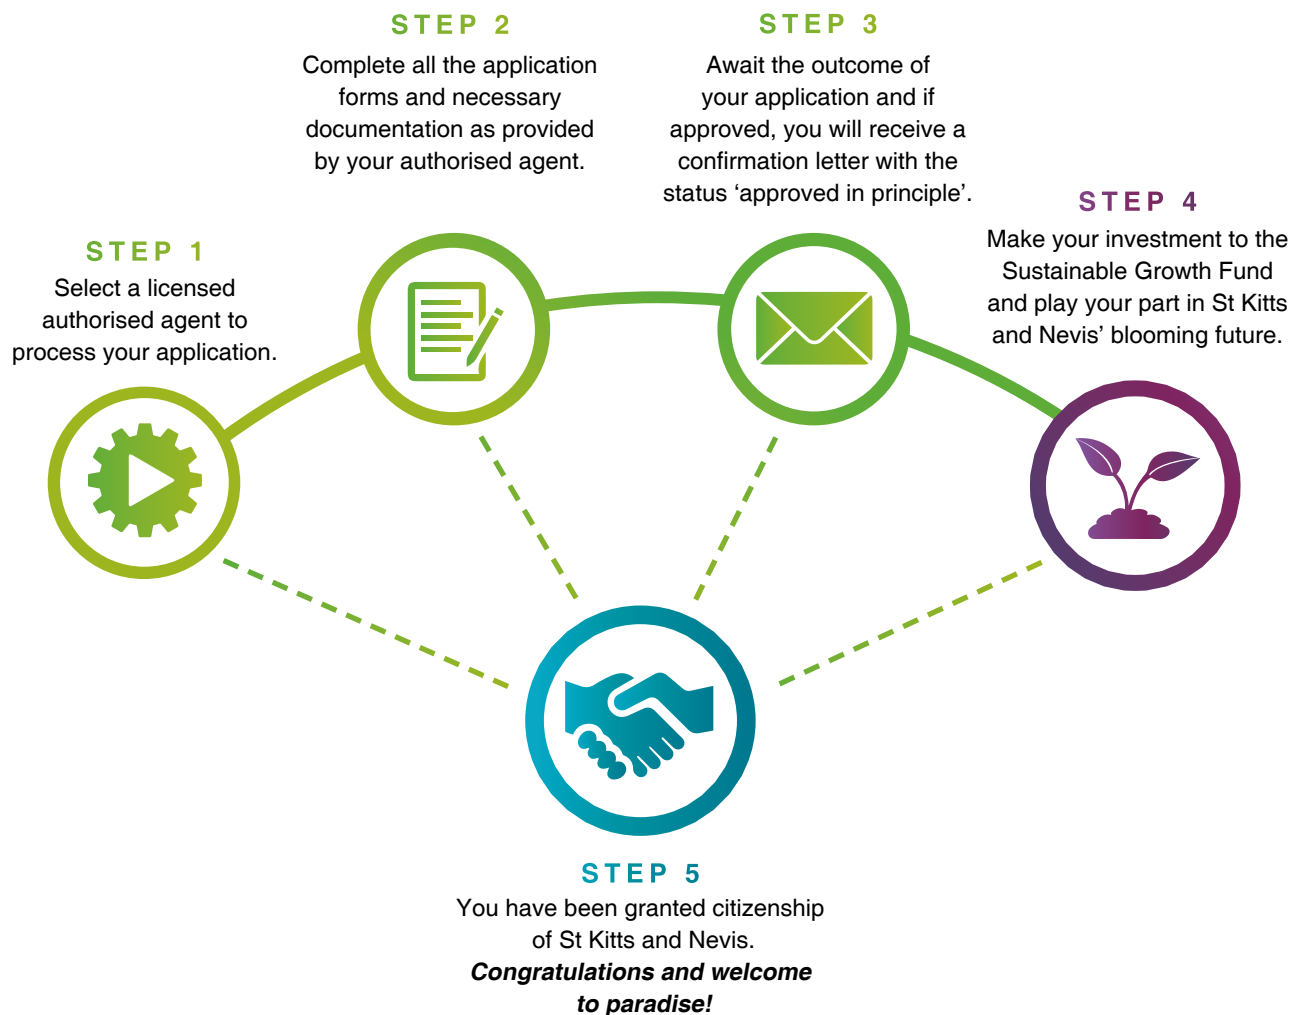 STEP 1
Select a licensed
authorised agent to
process your application.
STEP 2
Complete all the application
forms and necessary
documentation as provided
by your authorised agent.
STEP 3
Await the outcome of
your application and if
approved, you will receive a
confirmation letter with the
status ‘approved in principle’.
STEP 4
Make your investment to the
Sustainable Growth Fund
and play your part in St Kitts
and Nevis’ blooming future.
STEP 5
You have been granted citizenship
of St Kitts and Nevis.
Congratulations and welcome
to paradise!